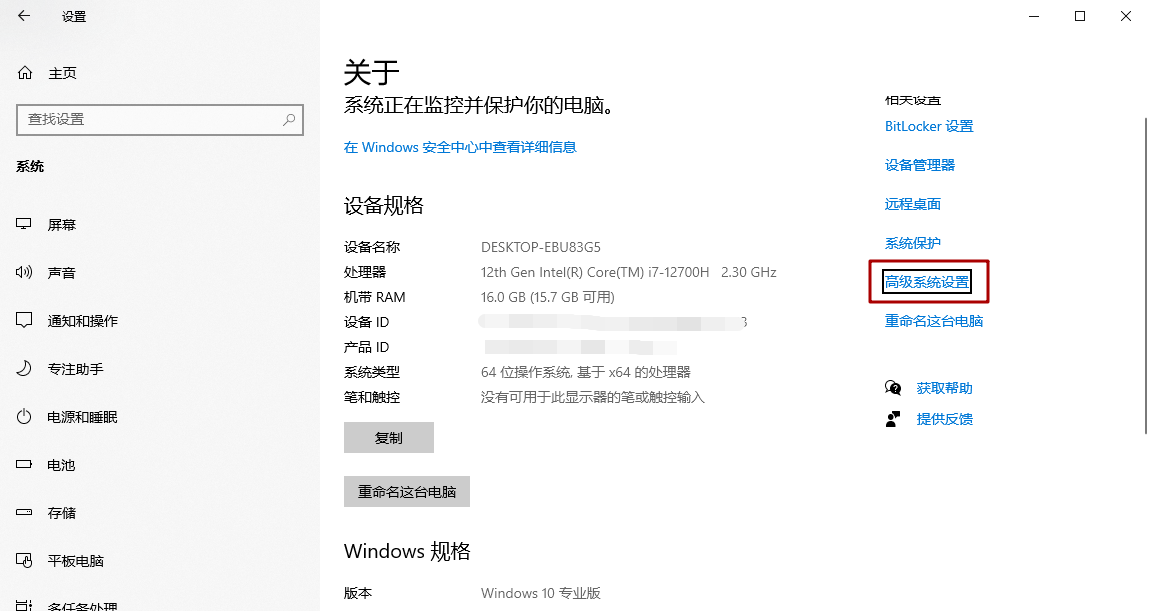 设置
主页
查找设置
系统
屏幕
声音
通知和操作
专注助手
电源和睡眠
电池
存储
平板电脑
多任务处理
关于
系统正在监控并保护你的电脑。
在 Windows 安全中心中查看详细信息
设备规格
设备名称 DESKTOP-EBU83G5
处理器 12th Gen Intel(R) Core(TM) i7-12700H 2.30 GHz
机带 RAM 16.0 GB (15.7 GB 可用)
设备 ID
产品 ID
系统类型 64 位操作系统, 基于 x64 的处理器
笔和触控 没有可用于此显示器的笔或触控输入
复制
重命名这台电脑
Windows 规格
版本 Windows 10 专业版
相关设置
BitLocker 设置
设备管理器
远程桌面
系统保护
高级系统设置
重命名这台电脑
获取帮助
提供反馈